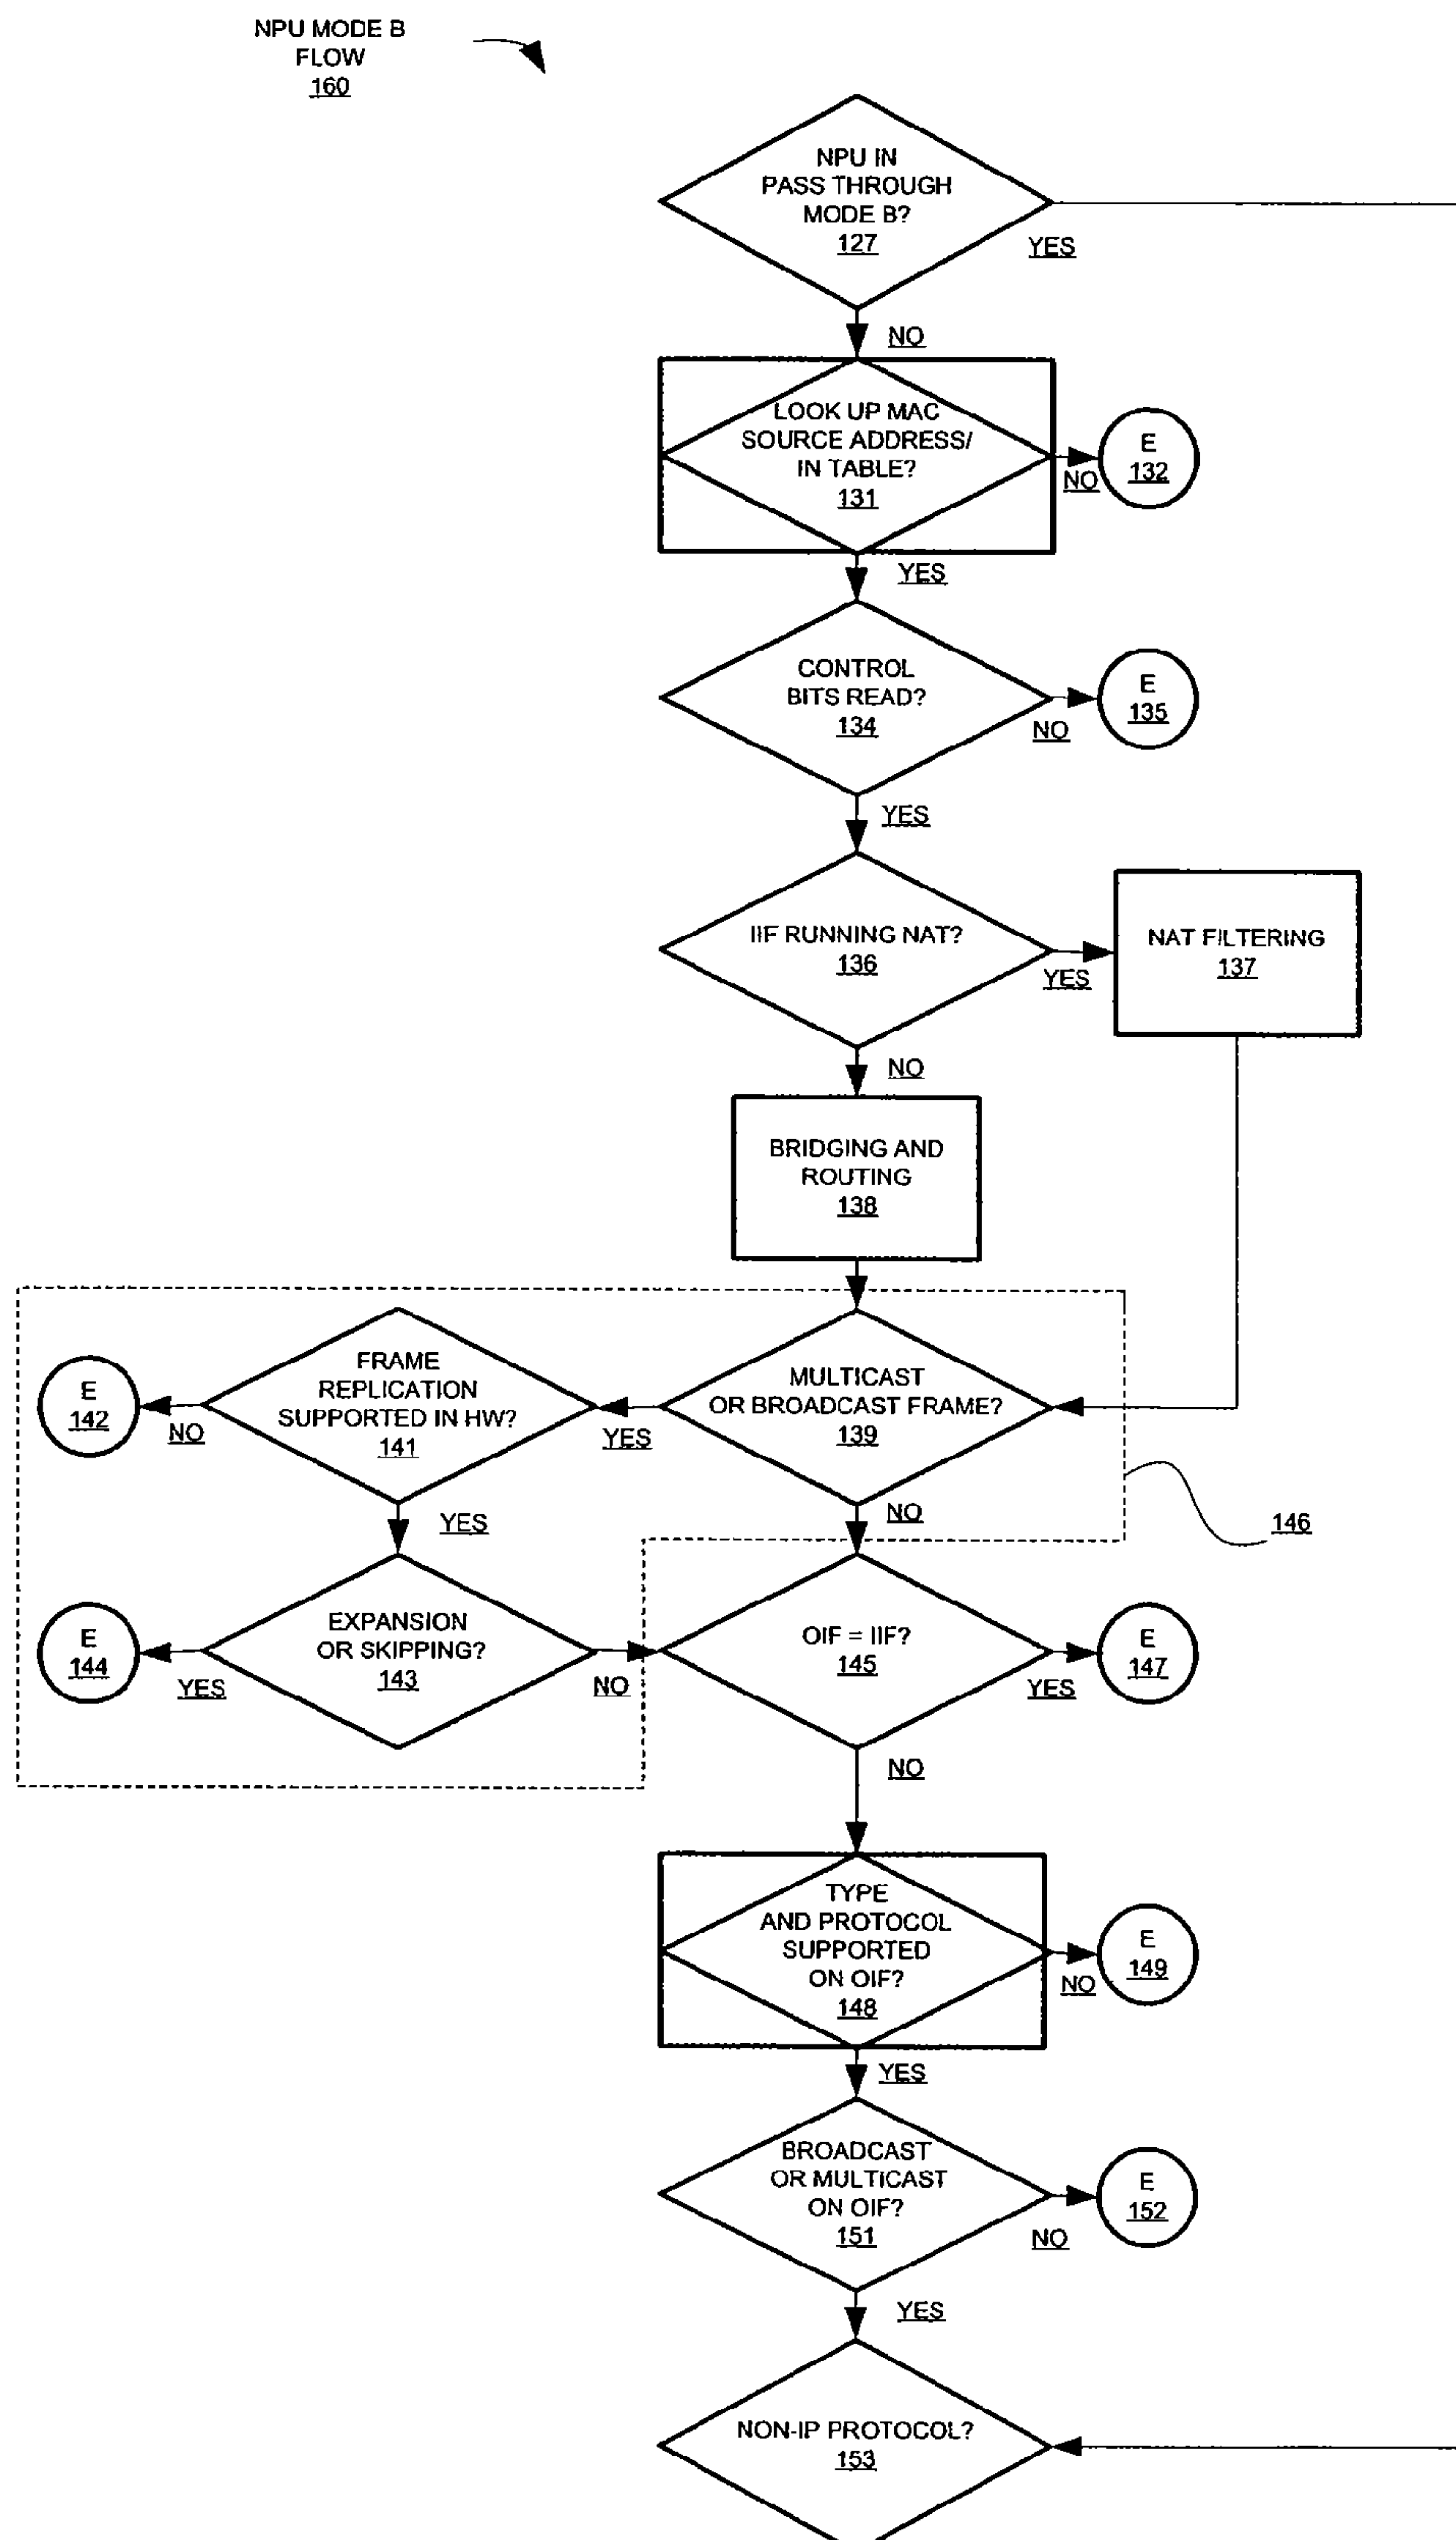 NPU MODE B
FLOW
160
NPU IN
PASS THROUGH
MODE B?
127
YES
NO
LOOK UP MAC
SOURCE ADDRESS/
IN TABLE?
131
NO
E
132
YES
CONTROL
BITS READ?
134
NO
E
135
YES
IIF RUNNING NAT?
136
YES
NAT FILTERING
137
NO
BRIDGING AND
ROUTING
138
MULTICAST
OR BROADCAST FRAME?
139
YES
FRAME
REPLICATION
SUPPORTED IN HW?
141
NO
E
142
NO
146
YES
EXPANSION
OR SKIPPING?
143
YES
E
144
NO
OIF = IIF?
145
YES
E
147
NO
TYPE
AND PROTOCOL
SUPPORTED
ON OIF?
148
NO
E
149
YES
BROADCAST
OR MULTICAST
ON OIF?
151
NO
E
152
YES
NON-IP PROTOCOL?
153